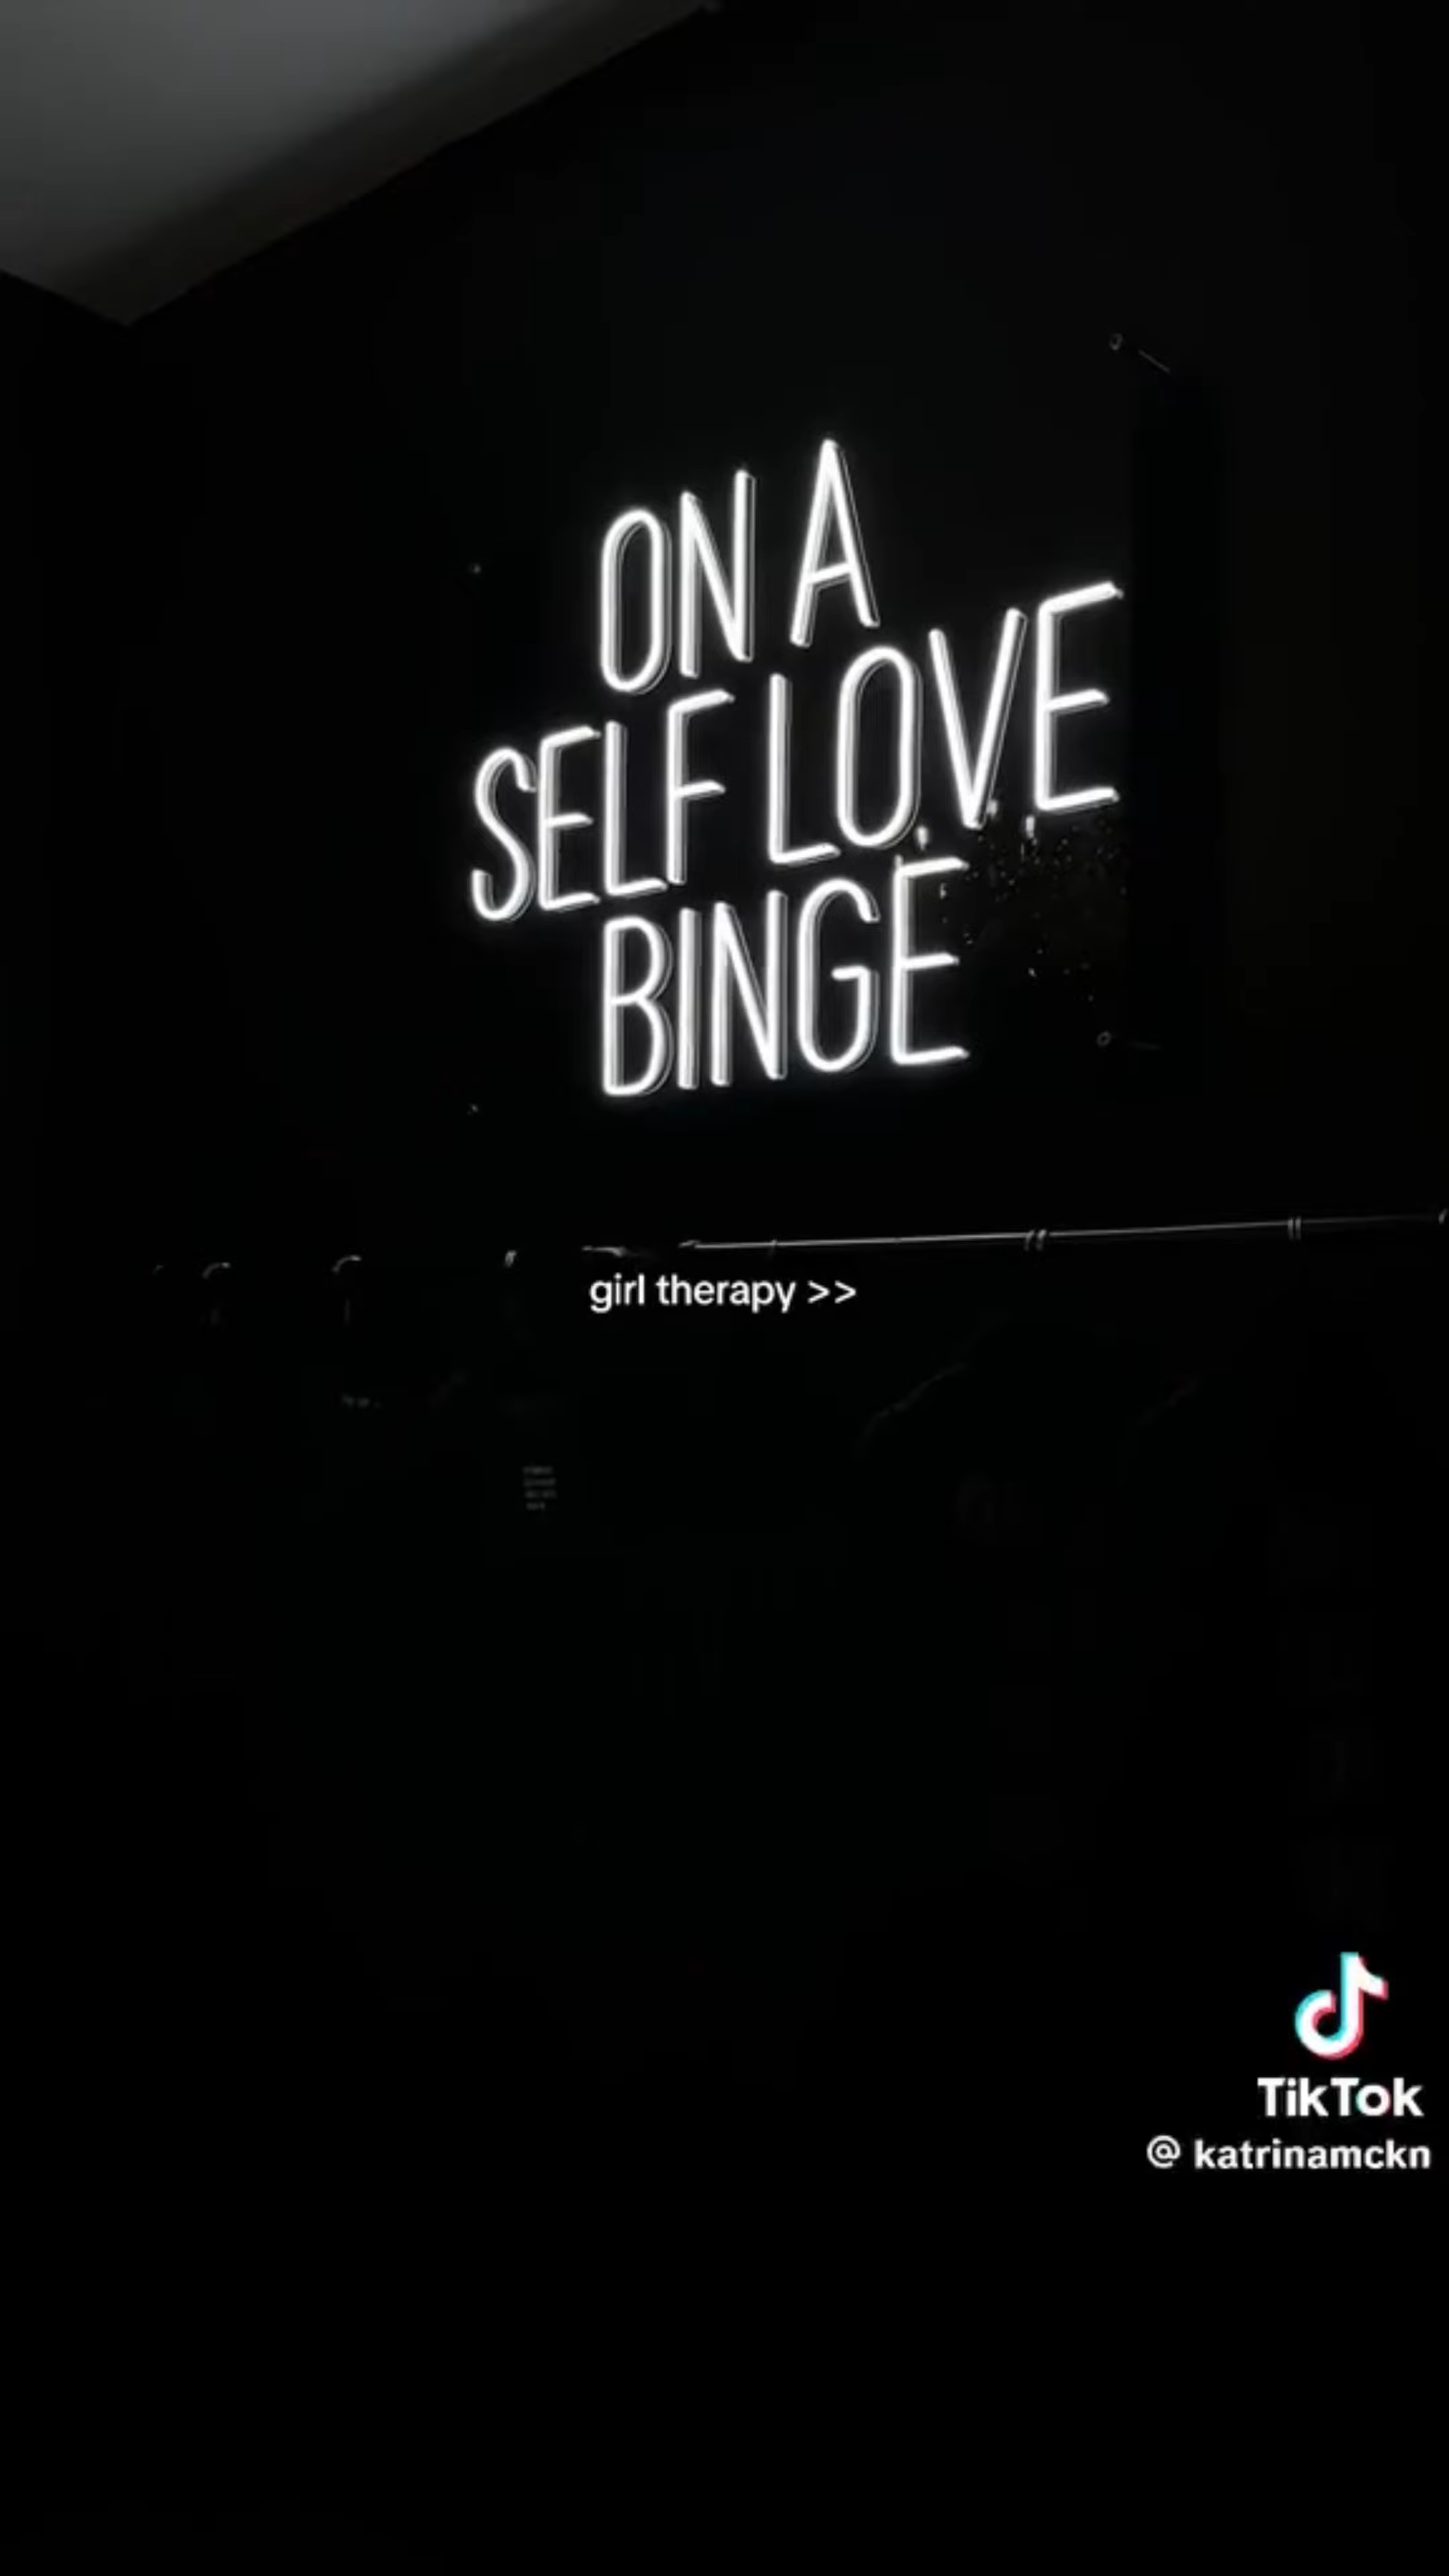 ON A
SELF LOVE
BINGE
girl therapy >>
TikTok
@ katrinamckn